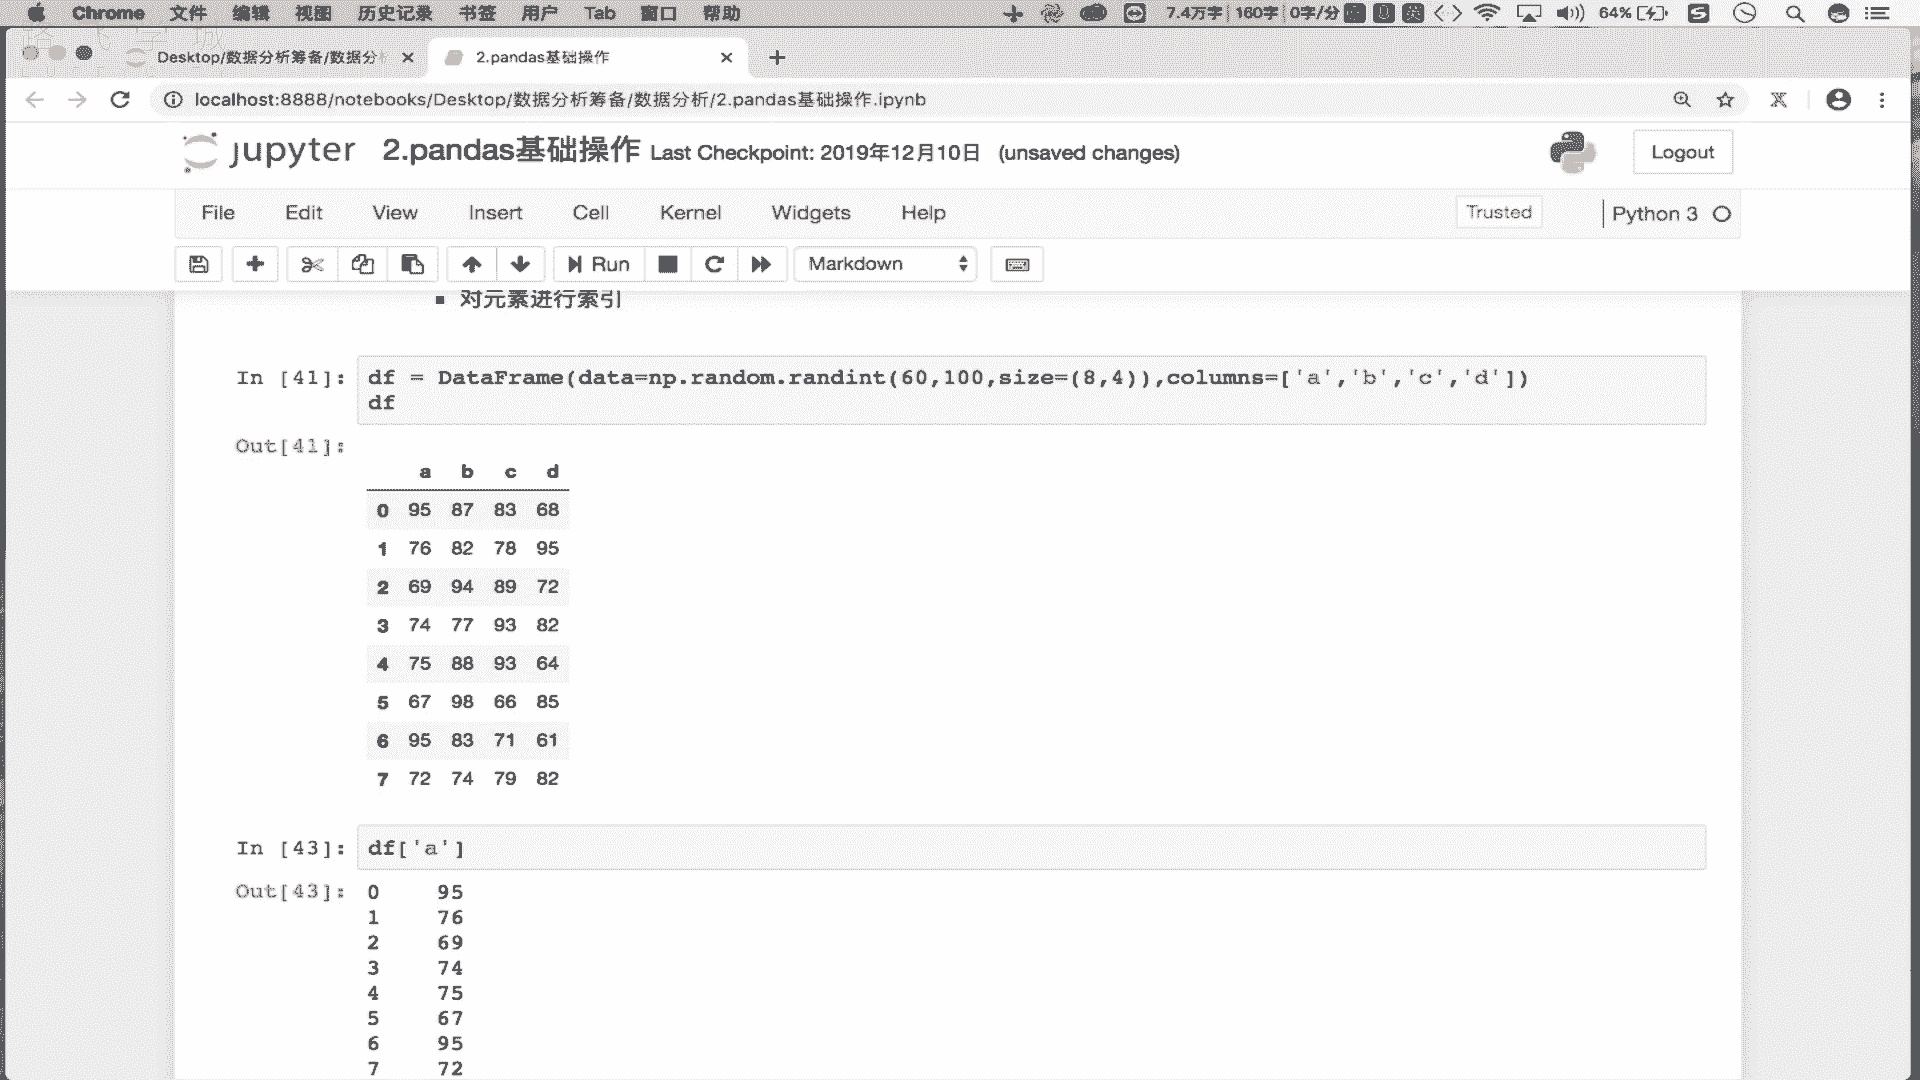 Chrome 文件 编辑 视图 历史记录 书签 用户 Tab 窗口 帮助 7.4万字 160字 0字/分 英 64%
Desktop/数据分析筹备/数据分析 2.pandas基础操作
localhost:8888/notebooks/Desktop/数据分析筹备/数据分析/2.pandas基础操作.ipynb
jupyter 2.pandas基础操作 Last Checkpoint: 2019年12月10日 (unsaved changes) Logout
File Edit View Insert Cell Kernel Widgets Help Trusted Python 3
Run Markdown
对元素进行索引
In [41]: df = DataFrame(data=np.random.randint(60,100,size=(8,4)),columns=['a','b','c','d'])
df
Out[41]:
a b c d
0 95 87 83 68
1 76 82 78 95
2 69 94 89 72
3 74 77 93 82
4 75 88 93 64
5 67 98 66 85
6 95 83 71 61
7 72 74 79 82
In [43]: df['a']
Out[43]: 0 95
1 76
2 69
3 74
4 75
5 67
6 95
7 72